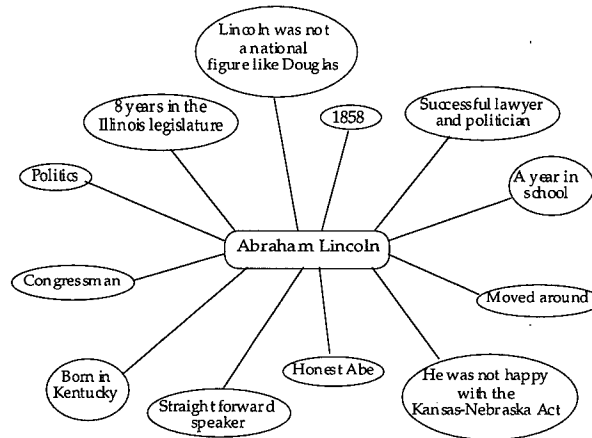 Lincoln was not
a national
figure like Douglas
8 years in the
Illinois legislature
1858
Successful lawyer
and politician
Politics
A year in
school
Abraham Lincoln
Congressman
Moved around
Born in
Kentucky
Straightforward
speaker
Honest Abe
He was not happy
with the
Kansas-Nebraska Act